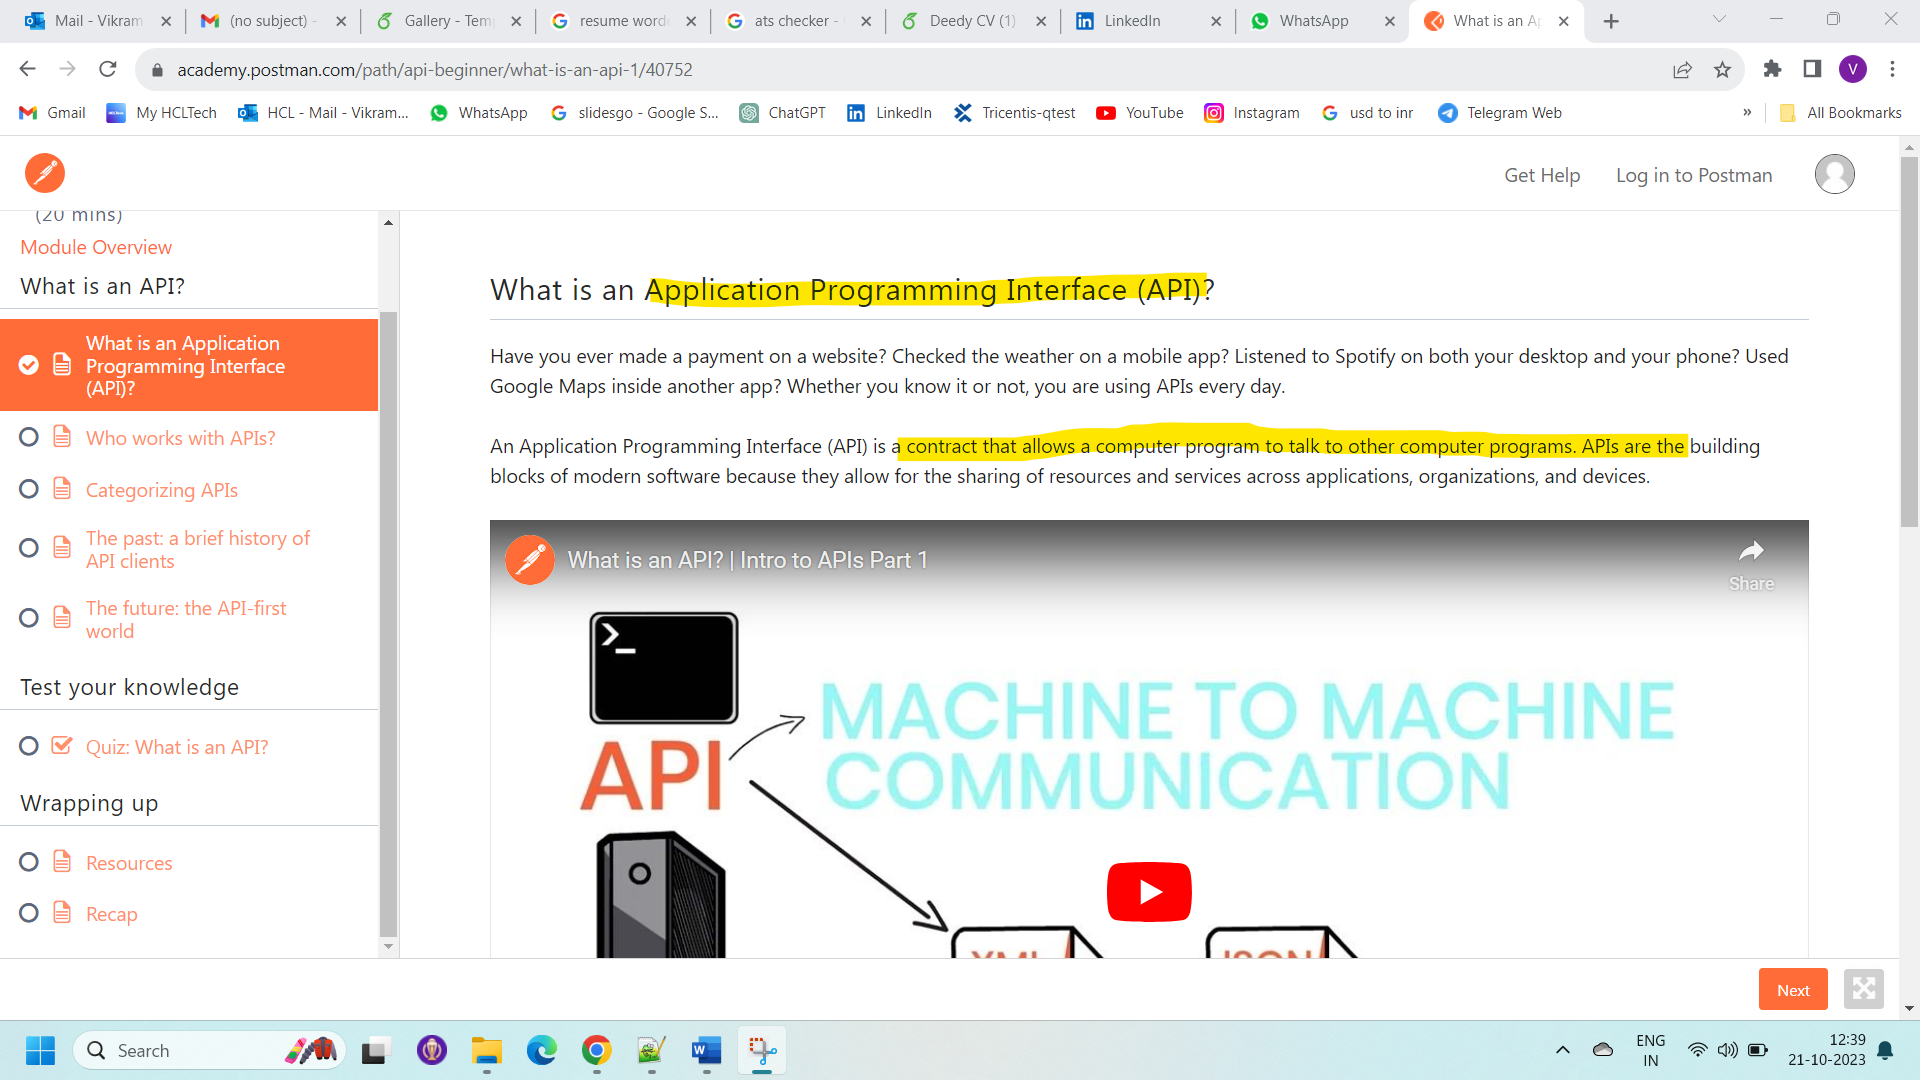 Mail - Vikram
(no subject) -
Gallery - Tem
resume word
ats checker -
Deedy CV (1)
LinkedIn
WhatsApp
What is an A
academy.postman.com/path/api-beginner/what-is-an-api-1/40752
V
Gmail
My HCLTech
HCL - Mail - Vikram...
WhatsApp
slidesgo - Google S...
ChatGPT
LinkedIn
Tricentis-qtest
YouTube
Instagram
usd to inr
Telegram Web
»
All Bookmarks
Get Help
Log in to Postman
(20 mins)
Module Overview
What is an API?
What is an Application
Programming Interface
(API)?
Who works with APIs?
Categorizing APIs
The past: a brief history of
API clients
The future: the API-first
world
Test your knowledge
Quiz: What is an API?
Wrapping up
Resources
Recap
What is an Application Programming Interface (API)?
Have you ever made a payment on a website? Checked the weather on a mobile app? Listened to Spotify on both your desktop and your phone? Used
Google Maps inside another app? Whether you know it or not, you are using APIs every day.
An Application Programming Interface (API) is a contract that allows a computer program to talk to other computer programs. APIs are the building
blocks of modern software because they allow for the sharing of resources and services across applications, organizations, and devices.
What is an API? | Intro to APIs Part 1
Share
API
MACHINE TO MACHINE
COMMUNICATION
XML
JSON
Next
Search
ENG
IN
12:39
21-10-2023